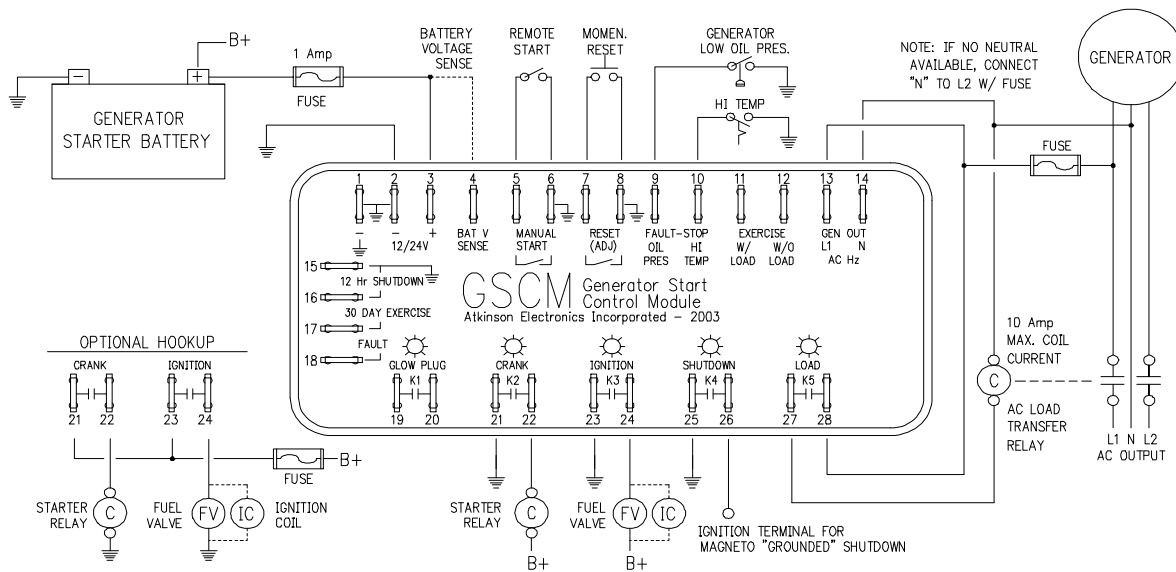 B+
1 Amp
FUSE
BATTERY
VOLTAGE
SENSE
REMOTE
START
MOMEN.
RESET
GENERATOR
LOW OIL PRES.
HI TEMP
NOTE: IF NO NEUTRAL
AVAILABLE, CONNECT
"N" TO L2 W/ FUSE
GENERATOR
FUSE
- +
GENERATOR
STARTER BATTERY
1 2 3 4 5 6 7 8 9 10 11 12 13 14
- - +
12/24V
BAT V
SENSE
MANUAL
START
RESET
(ADJ)
FAULT-STOP
OIL
PRES
HI
TEMP
EXERCISE
W/
LOAD
W/O
LOAD
GEN OUT
L1 N
AC Hz
15
12 Hr SHUTDOWN
16
30 DAY EXERCISE
17
FAULT
18
GSCM Generator Start
Control Module
Atkinson Electronics Incorporated - 2003
GLOW PLUG
K1
19 20
CRANK
K2
21 22
IGNITION
K3
23 24
SHUTDOWN
K4
25 26
LOAD
K5
27 28
10 Amp
MAX. COIL
CURRENT
C
AC LOAD
TRANSFER
RELAY
L1 N L2
AC OUTPUT
OPTIONAL HOOKUP
CRANK
21 22
IGNITION
23 24
FUSE
B+
STARTER
RELAY
C
FUEL
VALVE
FV
IC
IGNITION
COIL
STARTER
RELAY
C
B+
FUEL
VALVE
FV
IC
B+
IGNITION TERMINAL FOR
MAGNETO "GROUNDED" SHUTDOWN